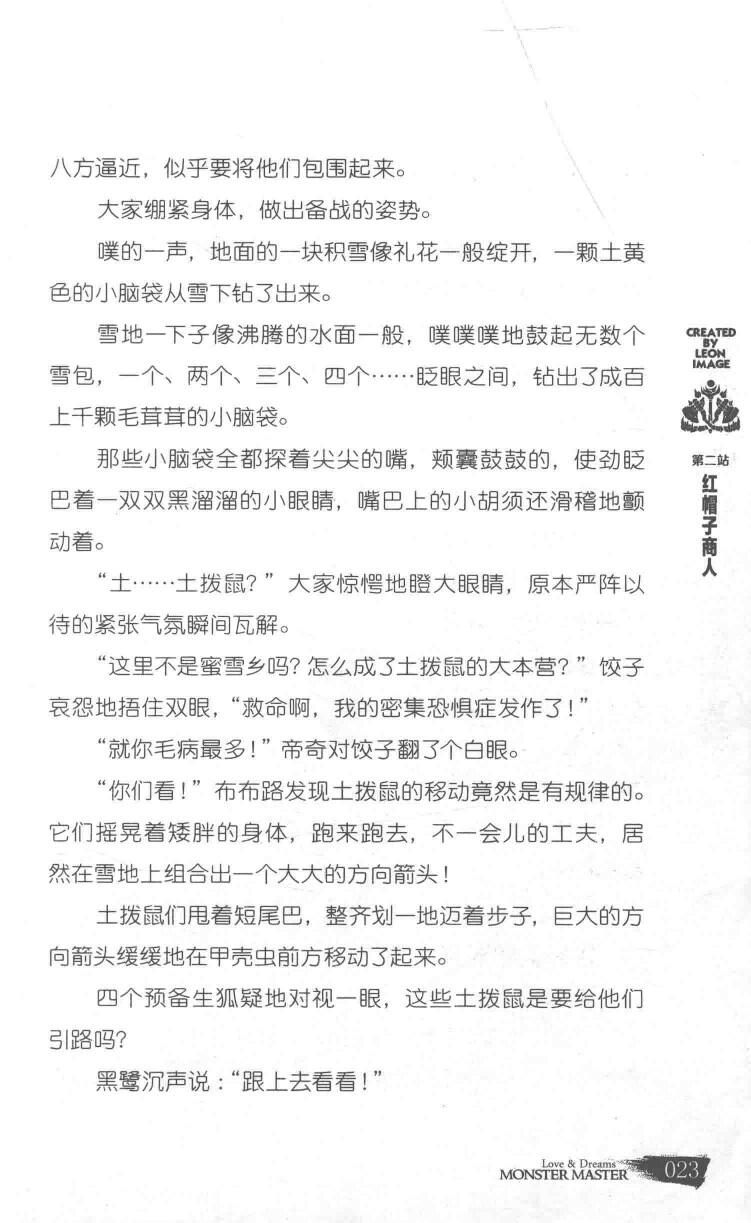 八方逼近，似乎要将他们包围起来。
大家绷紧身体，做出备战的姿势。
噗的一声，地面的一块积雪像礼花一般绽开，一颗土黄
色的小脑袋从雪下钻了出来。
雪地一下子像沸腾的水面一般，噗噗噗地鼓起无数个
雪包，一个、两个、三个、四个……眨眼之间，钻出了成百
上千颗毛茸茸的小脑袋。
那些小脑袋全都探着尖尖的嘴，颊囊鼓鼓的，使劲眨
巴着一双双黑溜溜的小眼睛，嘴巴上的小胡须还滑稽地颤
动着。
“土……土拨鼠？”大家惊愕地瞪大眼睛，原本严阵以
待的紧张气氛瞬间瓦解。
“这里不是蜜雪乡吗？怎么成了土拨鼠的大本营？”饺子
哀怨地捂住双眼，“救命啊，我的密集恐惧症发作了！”
“就你毛病最多！”帝奇对饺子翻了个白眼。
“你们看！”布布路发现土拨鼠的移动竟然是有规律的。
它们摇晃着矮胖的身体，跑来跑去，不一会儿的工夫，居
然在雪地上组合出一个大大的方向箭头！
土拨鼠们甩着短尾巴，整齐划一地迈着步子，巨大的方
向箭头缓缓地在甲壳虫前方移动了起来。
四个预备生狐疑地对视一眼，这些土拨鼠是要给他们
引路吗？
黑鹭沉声说：“跟上去看看！”
CREATED
BY
LEON
IMAGE
第二站
红帽子商人
Love & Dreams
MONSTER MASTER
023